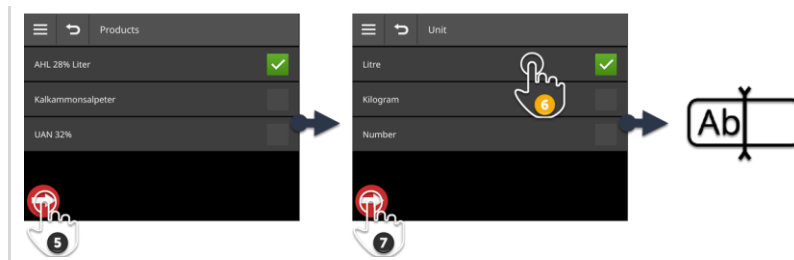 Products
AHL 28% Liter
Kalkammonsalpeter
UAN 32%
5
Unit
Litre
Kilogram
Number
6
7
Ab